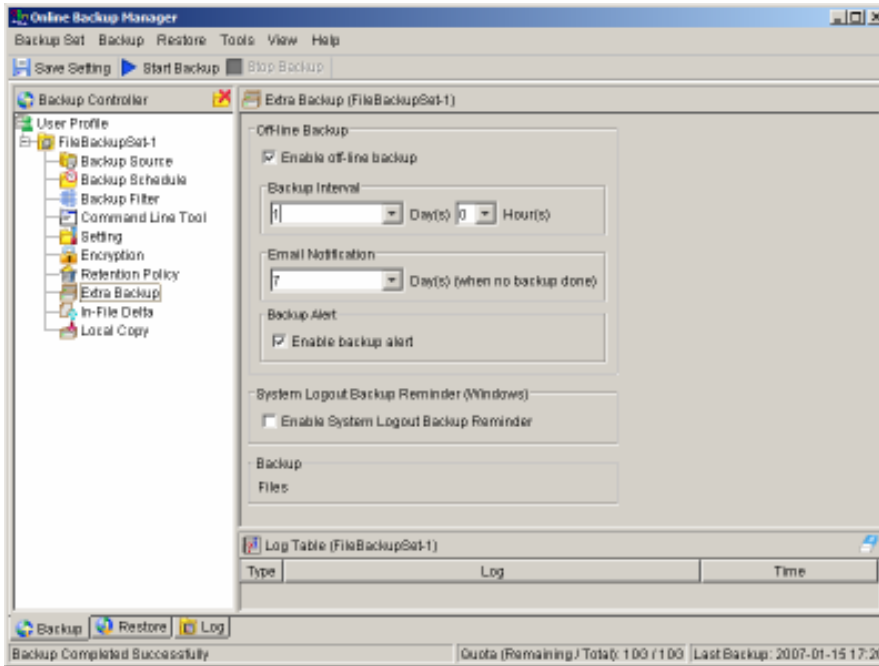 Online Backup Manager
Backup Set Backup Restore Tools View Help
Save Setting Start Backup Stop Backup
Backup Controller
User Profile
FileBackupSet-1
Backup Source
Backup Schedule
Backup Filter
Command Line Tool
Setting
Encryption
Retention Policy
Extra Backup
In-File Delta
Local Copy
Extra Backup (FileBackupSet-1)
Off-line Backup
Enable off-line backup
Backup Interval
1 Day(s) 0 Hour(s)
Email Notification
7 Day(s) (when no backup done)
Backup Alert
Enable backup alert
System Logout Backup Reminder (Windows)
Enable System Logout Backup Reminder
Backup
Files
Log Table (FileBackupSet-1)
Type Log Time
Backup Restore Log
Backup Completed Successfully Quota (Remaining / Total): 10G / 10G Last Backup: 2007-01-15 17:2